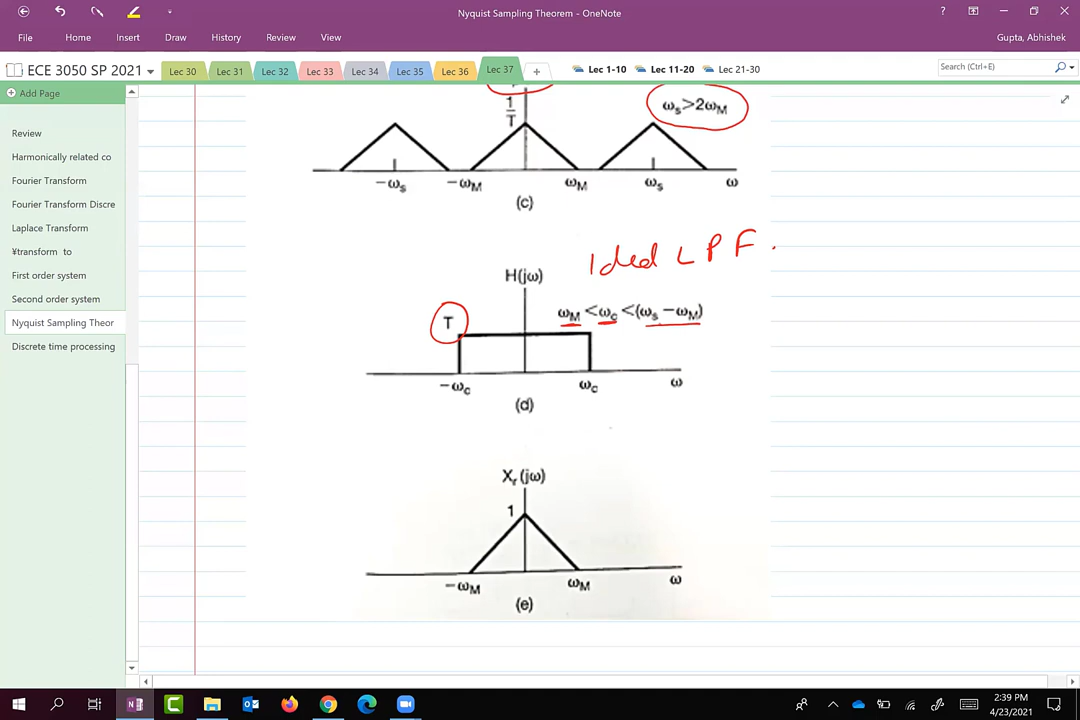 Nyquist Sampling Theorem - OneNote
?
File Home Insert Draw History Review View
Gupta, Abhishek
ECE 3050 SP 2021
Lec 30 Lec 31 Lec 32 Lec 33 Lec 34 Lec 35 Lec 36 Lec 37 +
Lec 1-10 Lec 11-20 Lec 21-30
Search (Ctrl+E)
Add Page
Review
Harmonically related co
Fourier Transform
Fourier Transform Discre
Laplace Transform
¥transform to
First order system
Second order system
Nyquist Sampling Theor
Discrete time processing
1/T
ωs>2ωM
−ωs −ωM ωM ωs ω
(c)
Ideal LPF.
H(jω)
T
ωM <ωc <(ωs −ωM)
−ωc ωc ω
(d)
Xr(jω)
1
−ωM ωM ω
(e)
2:39 PM
4/23/2021